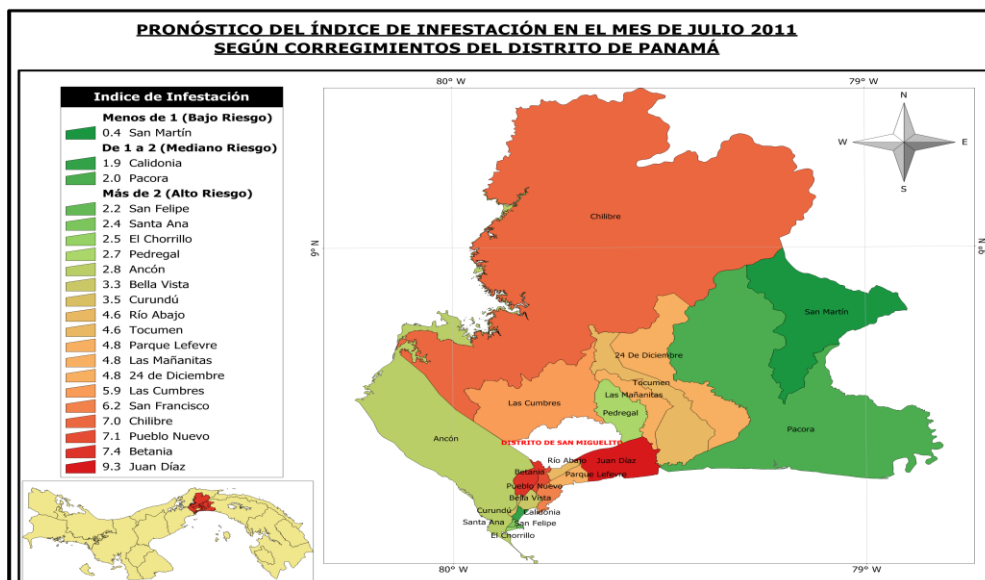 PRONÓSTICO DEL ÍNDICE DE INFESTACIÓN EN EL MES DE JULIO 2011
SEGÚN CORREGIMIENTOS DEL DISTRITO DE PANAMÁ
Indice de Infestación
Menos de 1 (Bajo Riesgo)
0.4 San Martín
De 1 a 2 (Mediano Riesgo)
1.9 Calidonia
2.0 Pacora
Más de 2 (Alto Riesgo)
2.2 San Felipe
2.4 Santa Ana
2.5 El Chorrillo
2.7 Pedregal
2.8 Ancón
3.3 Bella Vista
3.5 Curundú
4.6 Río Abajo
4.6 Tocumen
4.8 Parque Lefevre
4.8 Las Mañanitas
4.8 24 de Diciembre
5.9 Las Cumbres
6.2 San Francisco
7.0 Chilibre
7.1 Pueblo Nuevo
7.4 Betania
9.3 Juan Díaz
80° W
79° W
N
W
E
S
9° N
9° N
Chilibre
San Martín
24 De Diciembre
Tocumen
Las Mañanitas
Las Cumbres
Pedregal
Pacora
Ancón
DISTRITO DE SAN MIGUELITO
Río Abajo
Juan Díaz
Betania
Parque Lefevre
Pueblo Nuevo
Bella Vista
Curundú
Calidonia
Santa Ana
San Felipe
El Chorrillo
80° W
79° W